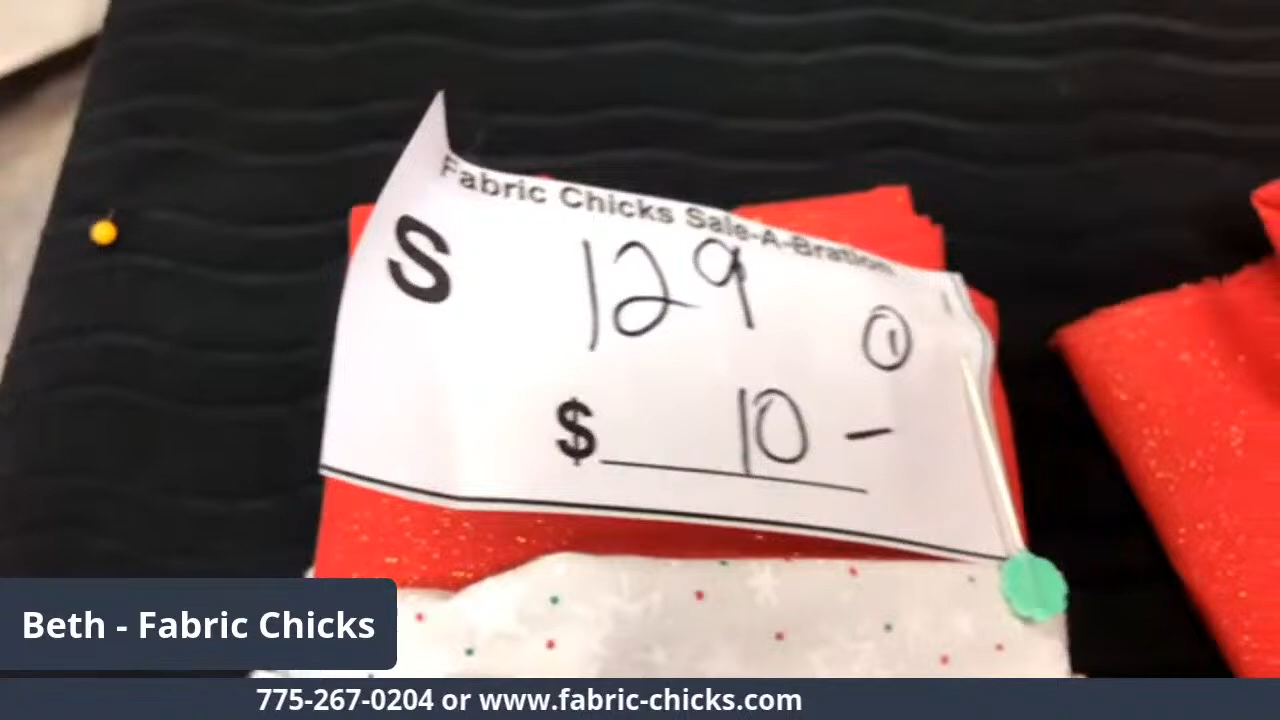 Fabric Chicks Sale-A-Bration
S 129
1
$ 10 -
Beth - Fabric Chicks
775-267-0204 or www.fabric-chicks.com